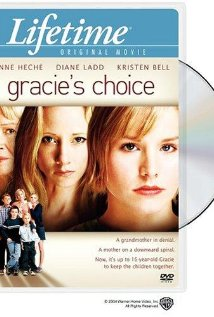 Lifetime
ORIGINAL MOVIE
NNE HECHE DIANE LADD KRISTEN BELL
gracie's choice
A grandmother in denial.
A mother on a downward spiral.
Now, it's up to 15-year-old Gracie
to keep the children together.
DVD
© 2004 Warner Home Video, Inc.
All Rights Reserved.